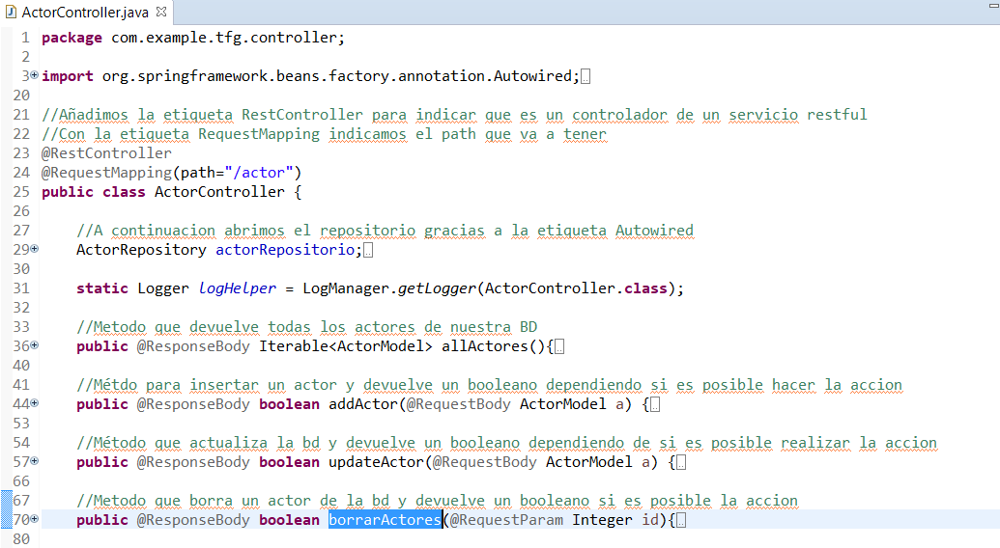 ActorController.java
1 package com.example.tfg.controller;
2
3 import org.springframework.beans.factory.annotation.Autowired;
20
21 //Añadimos la etiqueta RestController para indicar que es un controlador de un servicio restful
22 //Con la etiqueta RequestMapping indicamos el path que va a tener
23 @RestController
24 @RequestMapping(path="/actor")
25 public class ActorController {
26
27 //A continuacion abrimos el repositorio gracias a la etiqueta Autowired
29 ActorRepository actorRepositorio;
30
31 static Logger logHelper = LogManager.getLogger(ActorController.class);
32
33 //Metodo que devuelve todas los actores de nuestra BD
36 public @ResponseBody Iterable<ActorModel> allActores(){
40
41 //Métdo para insertar un actor y devuelve un booleano dependiendo si es posible hacer la accion
44 public @ResponseBody boolean addActor(@RequestBody ActorModel a) {
53
54 //Método que actualiza la bd y devuelve un booleano dependiendo de si es posible realizar la accion
57 public @ResponseBody boolean updateActor(@RequestBody ActorModel a) {
66
67 //Metodo que borra un actor de la bd y devuelve un booleano si es posible la accion
70 public @ResponseBody boolean borrarActores(@RequestParam Integer id){
80